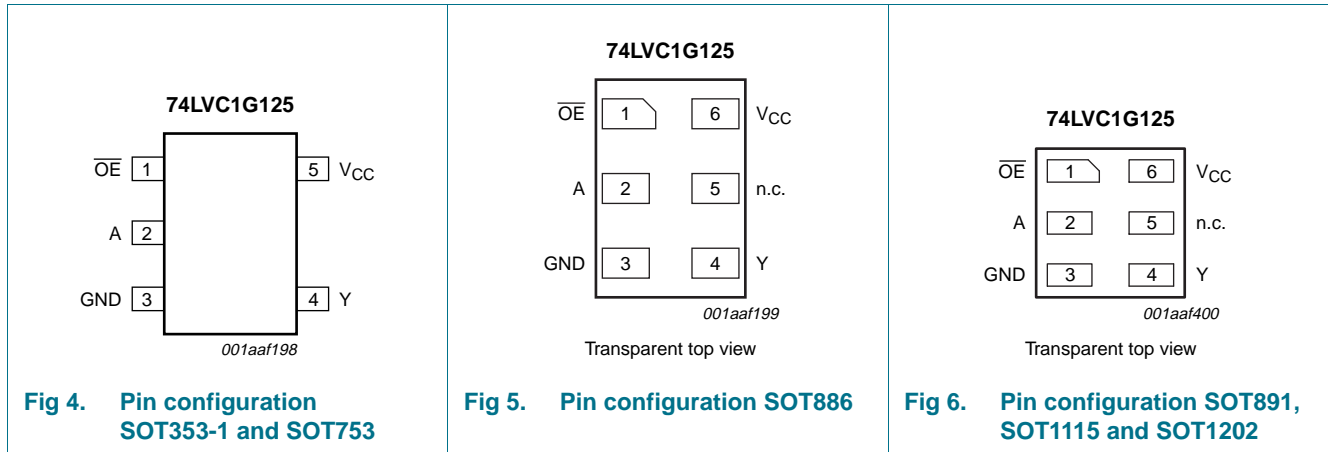 74LVC1G125
OE 1 5 VCC
A 2
GND 3 4 Y
001aaf198
Fig 4. Pin configuration
SOT353-1 and SOT753
74LVC1G125
OE 1 6 VCC
A 2 5 n.c.
GND 3 4 Y
001aaf199
Transparent top view
Fig 5. Pin configuration SOT886
74LVC1G125
OE 1 6 VCC
A 2 5 n.c.
GND 3 4 Y
001aaf400
Transparent top view
Fig 6. Pin configuration SOT891,
SOT1115 and SOT1202